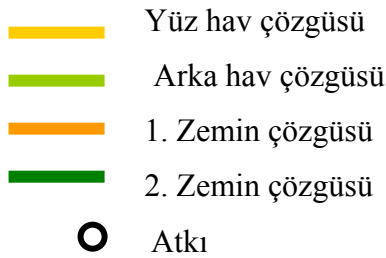 Yüz hav çözgüsü
Arka hav çözgüsü
1. Zemin çözgüsü
2. Zemin çözgüsü
Atkı